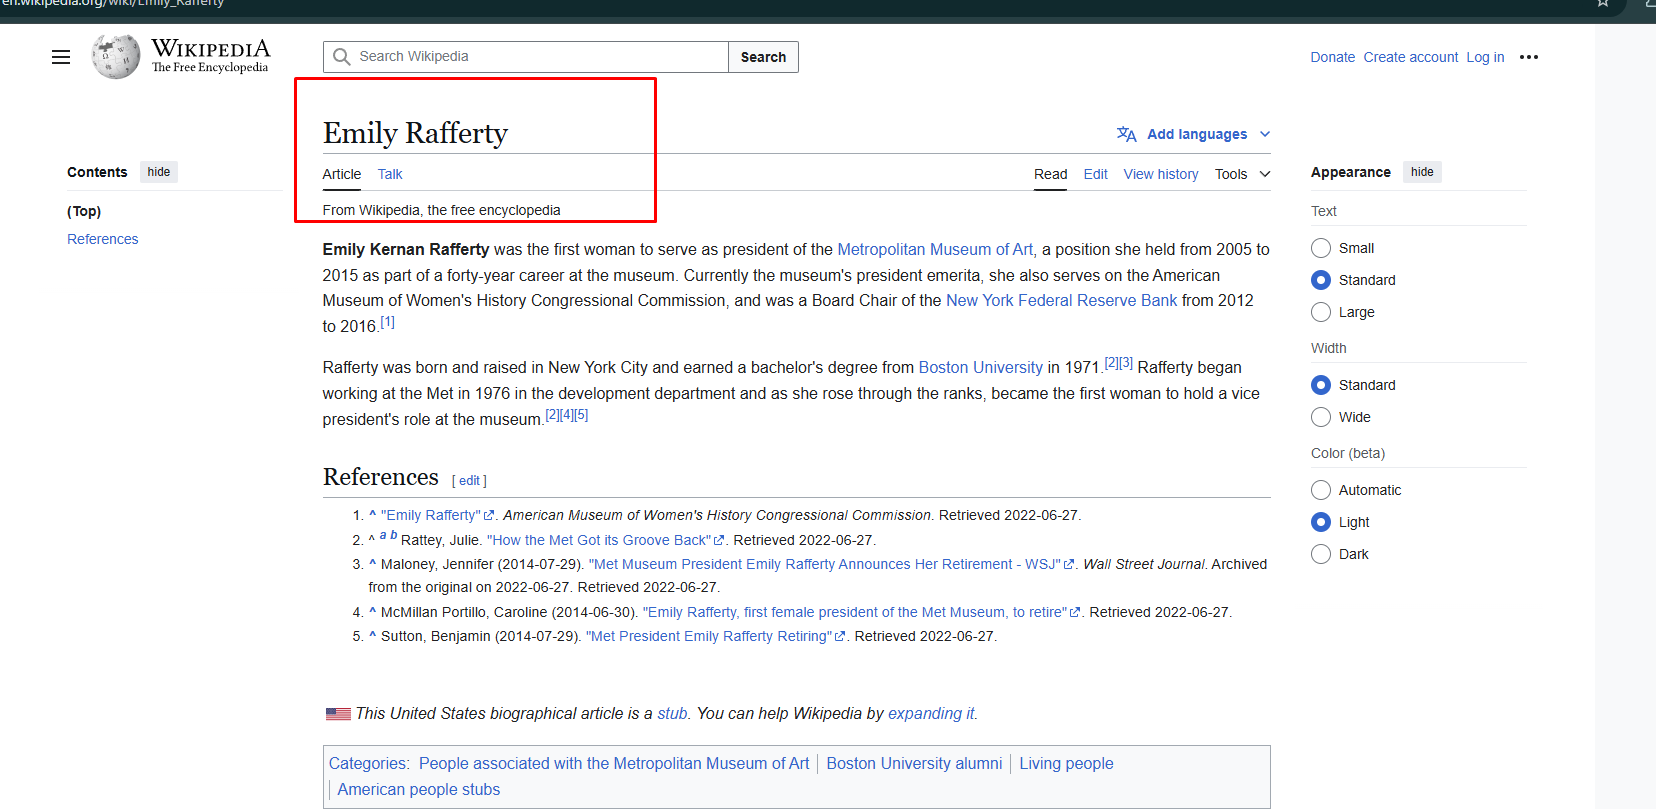 en.wikipedia.org/wiki/Emily_Rafferty
WIKIPEDIA
The Free Encyclopedia
Search Wikipedia
Search
Donate Create account Log in
Emily Rafferty
Add languages
Contents hide
(Top)
References
Article Talk
Read Edit View history Tools
From Wikipedia, the free encyclopedia
Emily Kernan Rafferty was the first woman to serve as president of the Metropolitan Museum of Art, a position she held from 2005 to
2015 as part of a forty-year career at the museum. Currently the museum's president emerita, she also serves on the American
Museum of Women's History Congressional Commission, and was a Board Chair of the New York Federal Reserve Bank from 2012
to 2016.[1]
Rafferty was born and raised in New York City and earned a bachelor's degree from Boston University in 1971.[2][3] Rafferty began
working at the Met in 1976 in the development department and as she rose through the ranks, became the first woman to hold a vice
president's role at the museum.[2][4][5]
References [ edit ]
1. ^ "Emily Rafferty". American Museum of Women's History Congressional Commission. Retrieved 2022-06-27.
2. ^ a b Rattey, Julie. "How the Met Got its Groove Back". Retrieved 2022-06-27.
3. ^ Maloney, Jennifer (2014-07-29). "Met Museum President Emily Rafferty Announces Her Retirement - WSJ". Wall Street Journal. Archived
from the original on 2022-06-27. Retrieved 2022-06-27.
4. ^ McMillan Portillo, Caroline (2014-06-30). "Emily Rafferty, first female president of the Met Museum, to retire". Retrieved 2022-06-27.
5. ^ Sutton, Benjamin (2014-07-29). "Met President Emily Rafferty Retiring". Retrieved 2022-06-27.
This United States biographical article is a stub. You can help Wikipedia by expanding it.
Categories: People associated with the Metropolitan Museum of Art | Boston University alumni | Living people
| American people stubs
Appearance hide
Text
Small
Standard
Large
Width
Standard
Wide
Color (beta)
Automatic
Light
Dark